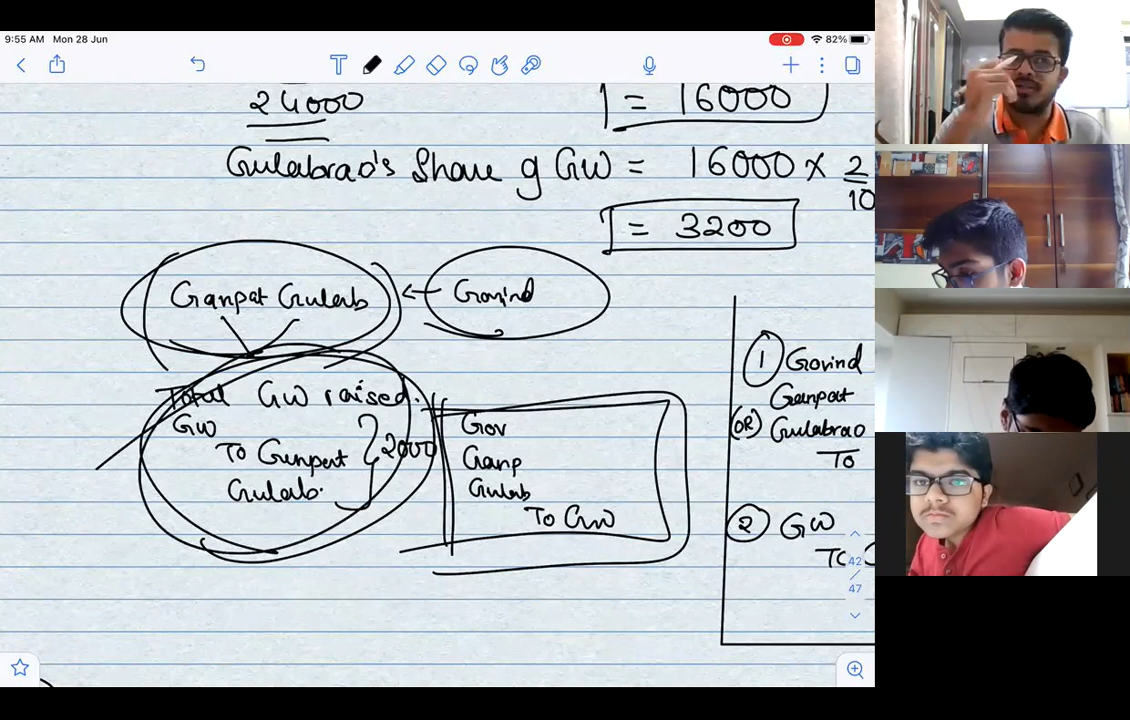 9:55 AM Mon 28 Jun
82%
24000
= 16000
Gulabrao's Share of GW = 16000 × 2/10
= 3200
Ganpat Gulab ← Govind
Total GW raised.
GW
To Ganpat } 2000
Gulab.
Gov
Ganp
Gulab
To GW
1 Govind
Ganpat
(OR) Gulabrao
To
2 GW
To
42
/
47